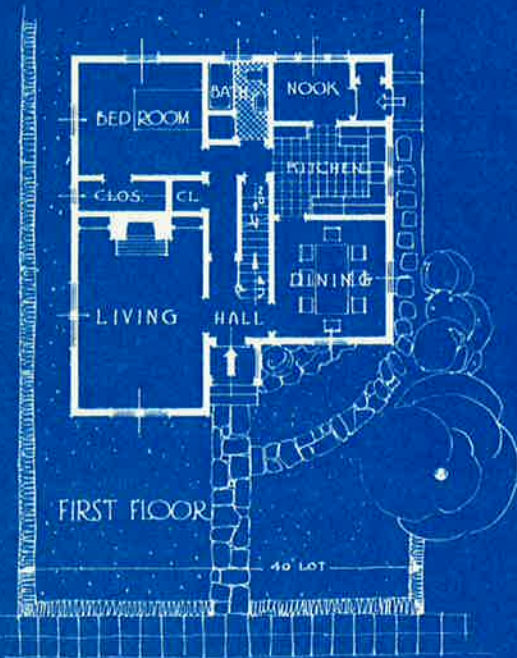 BATH
NOOK
BED ROOM
KITCHEN
CLOS.
CL.
DINING
LIVING
HALL
FIRST FLOOR
40 LOT